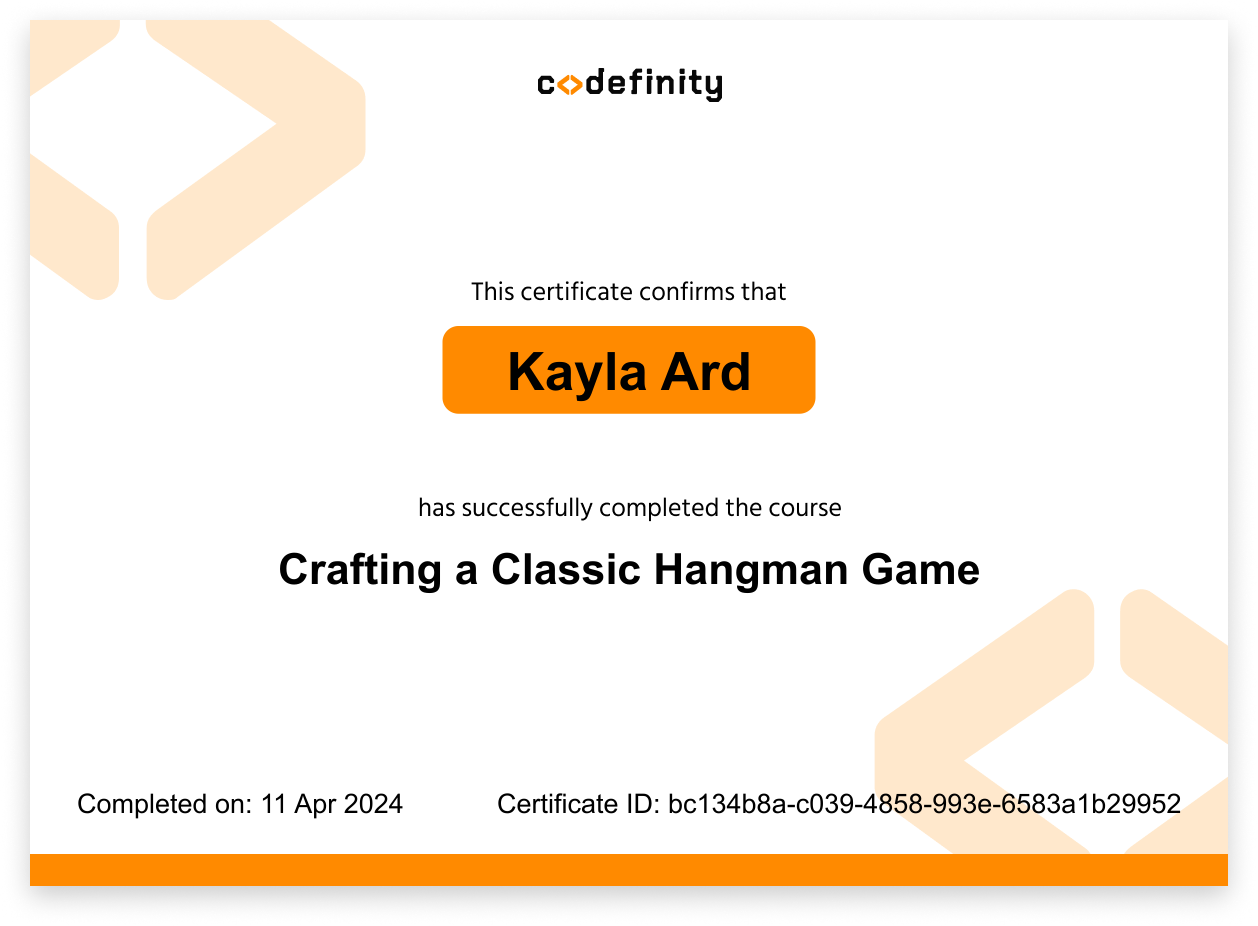 codefinity
This certificate confirms that
Kayla Ard
has successfully completed the course
Crafting a Classic Hangman Game
Completed on: 11 Apr 2024
Certificate ID: bc134b8a-c039-4858-993e-6583a1b29952